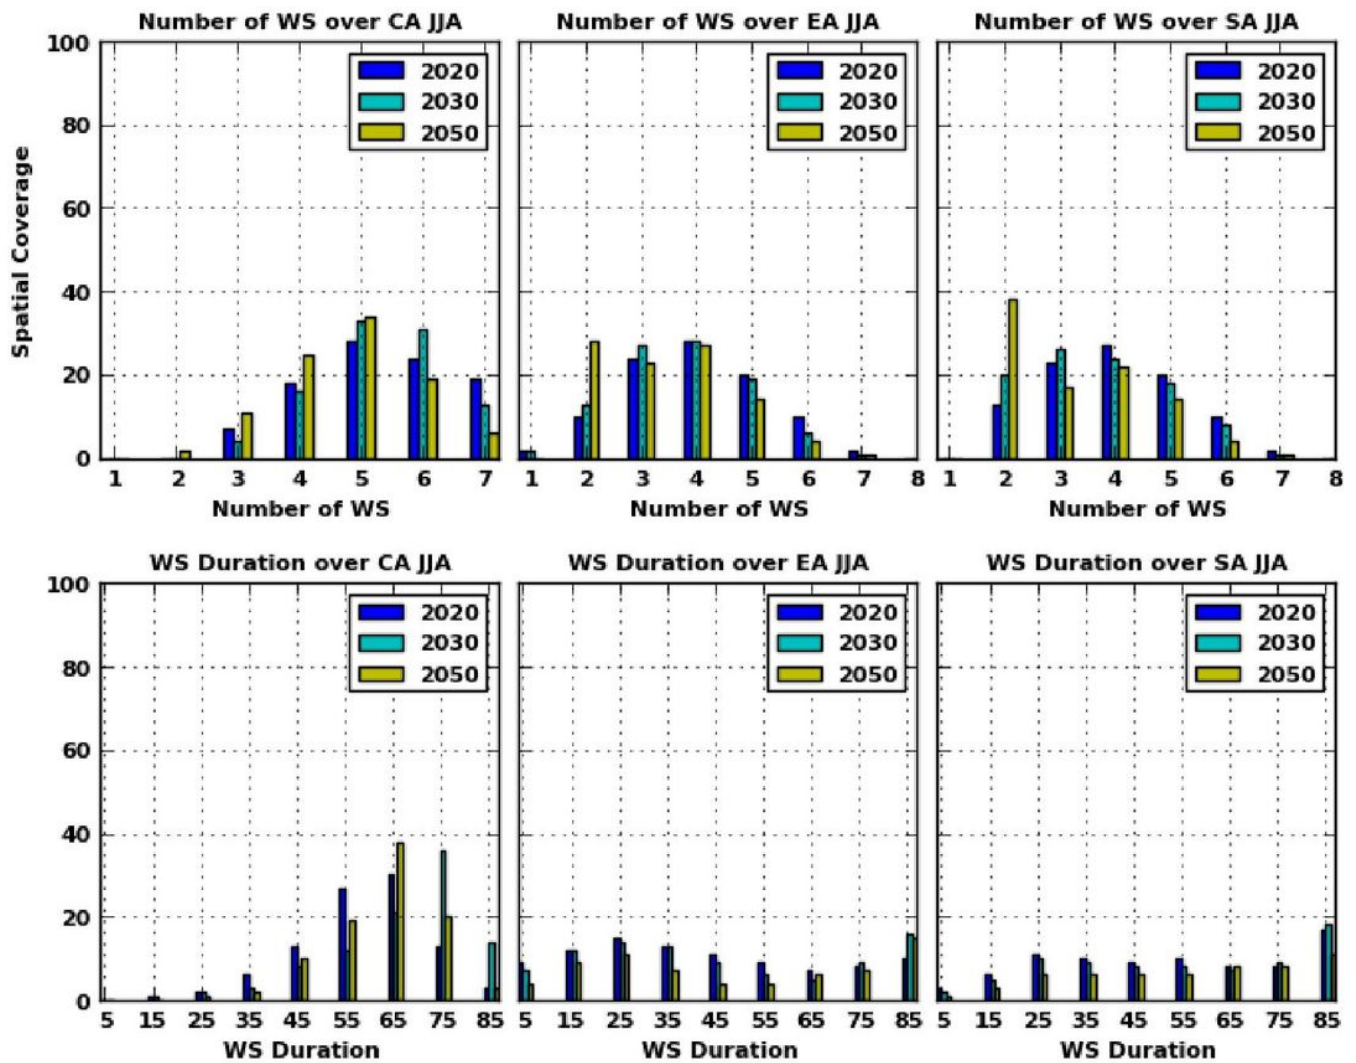 Number of WS over CA JJA
Number of WS over EA JJA
Number of WS over SA JJA
100
80
60
40
20
0
Spatial Coverage
2020
2030
2050
2020
2030
2050
2020
2030
2050
1 2 3 4 5 6 7
1 2 3 4 5 6 7 8
1 2 3 4 5 6 7 8
Number of WS
Number of WS
Number of WS
WS Duration over CA JJA
WS Duration over EA JJA
WS Duration over SA JJA
100
80
60
40
20
0
2020
2030
2050
2020
2030
2050
2020
2030
2050
5 15 25 35 45 55 65 75 85
5 15 25 35 45 55 65 75 85
5 15 25 35 45 55 65 75 85
WS Duration
WS Duration
WS Duration